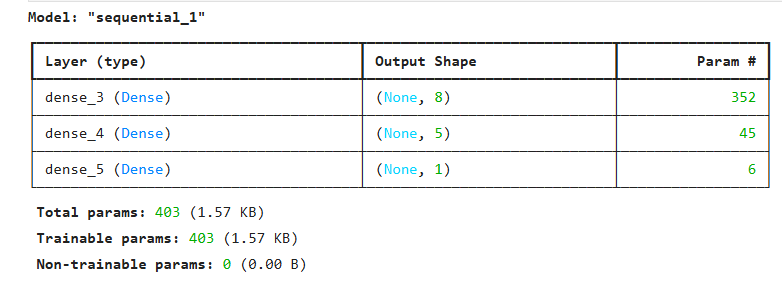 Model: "sequential_1"
Layer (type) Output Shape Param #
dense_3 (Dense) (None, 8) 352
dense_4 (Dense) (None, 5) 45
dense_5 (Dense) (None, 1) 6
Total params: 403 (1.57 KB)
Trainable params: 403 (1.57 KB)
Non-trainable params: 0 (0.00 B)